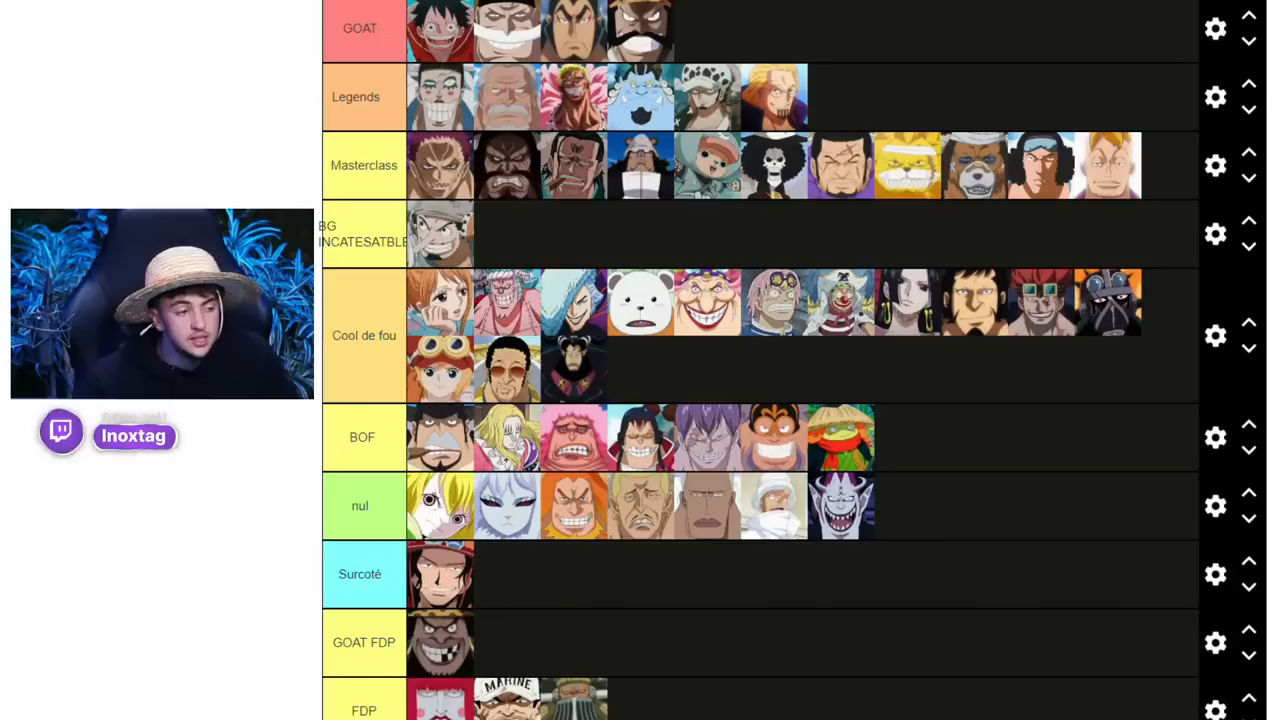 GOAT
Legends
Masterclass
BG
INCATESATBLE
Cool de fou
BOF
nul
Surcoté
GOAT FDP
FDP
MARINE
Inoxtag